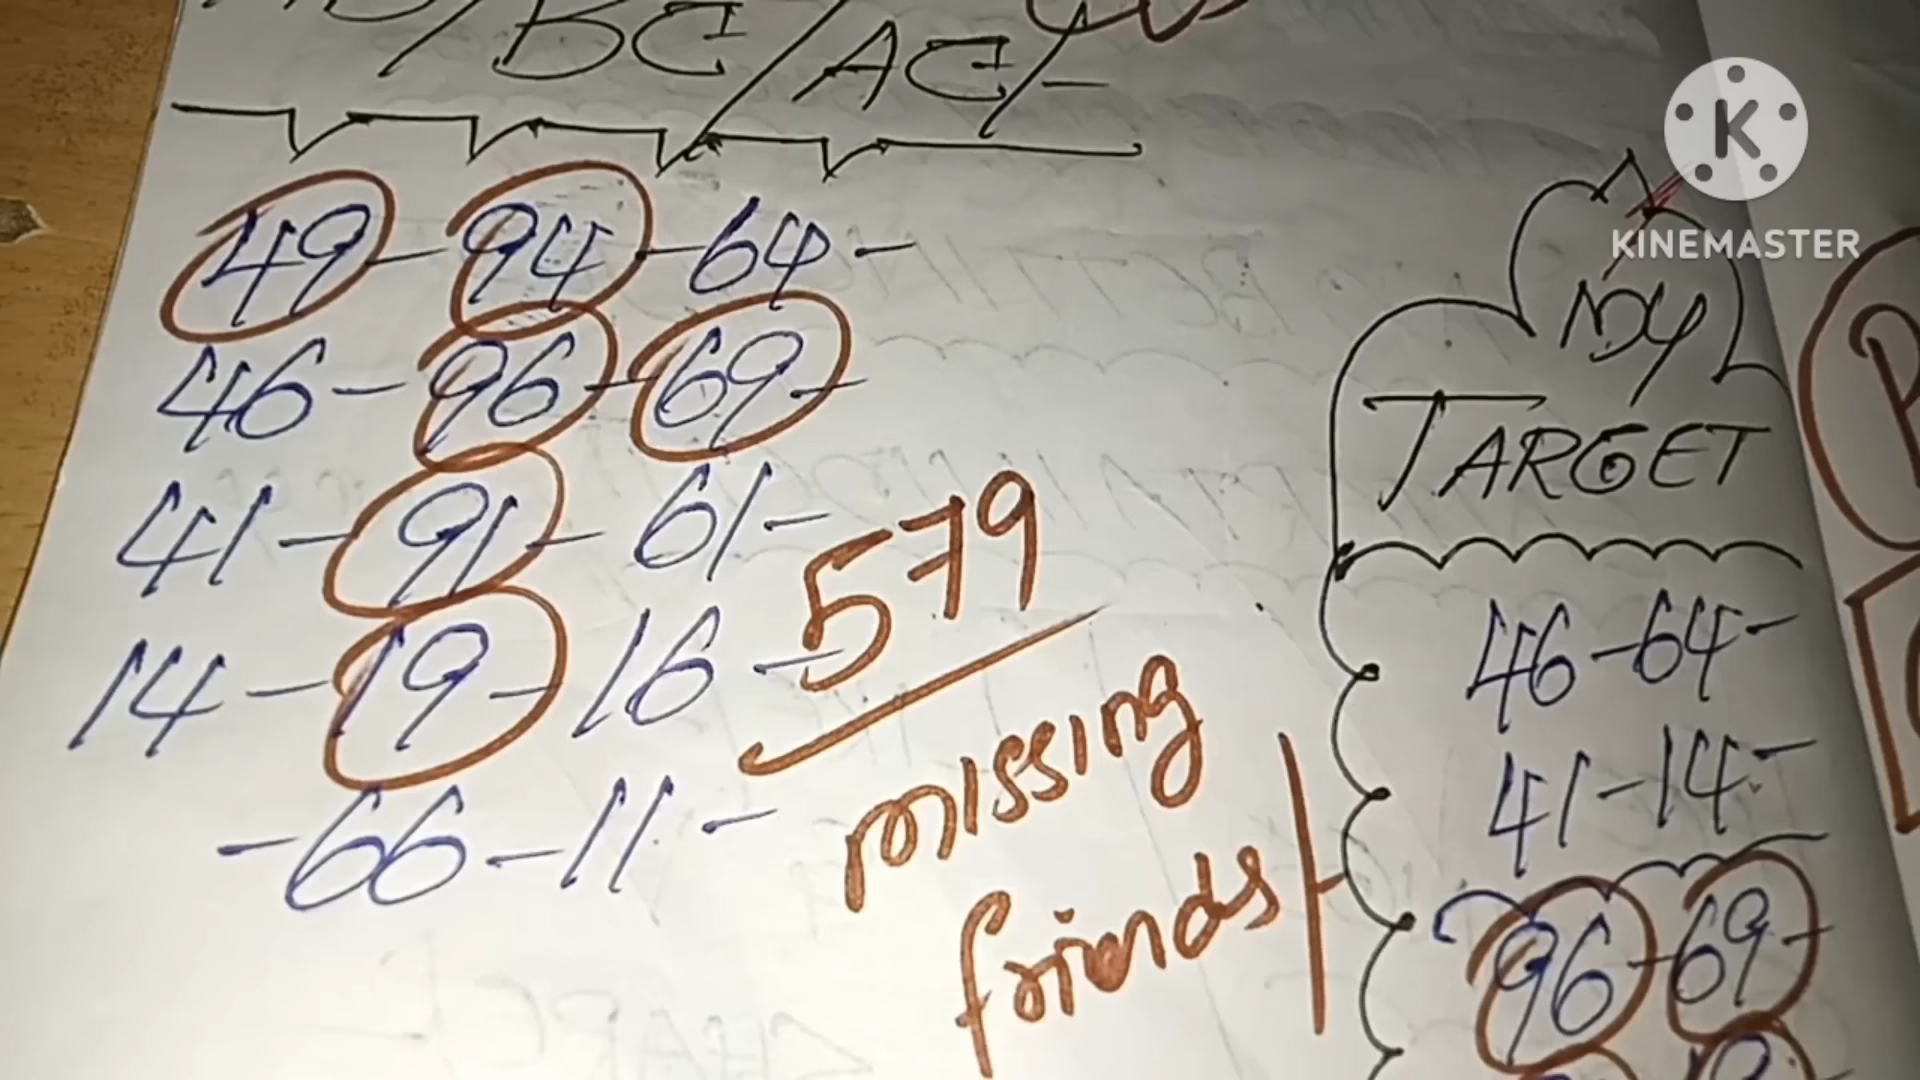 /BC/AC/-
49-94-64-
46-96-69-
41-91-61-
14-19-16-
-66-11-
579
missing
friends
MY
TARGET
46-64-
41-14-
96-69-
KINEMASTER